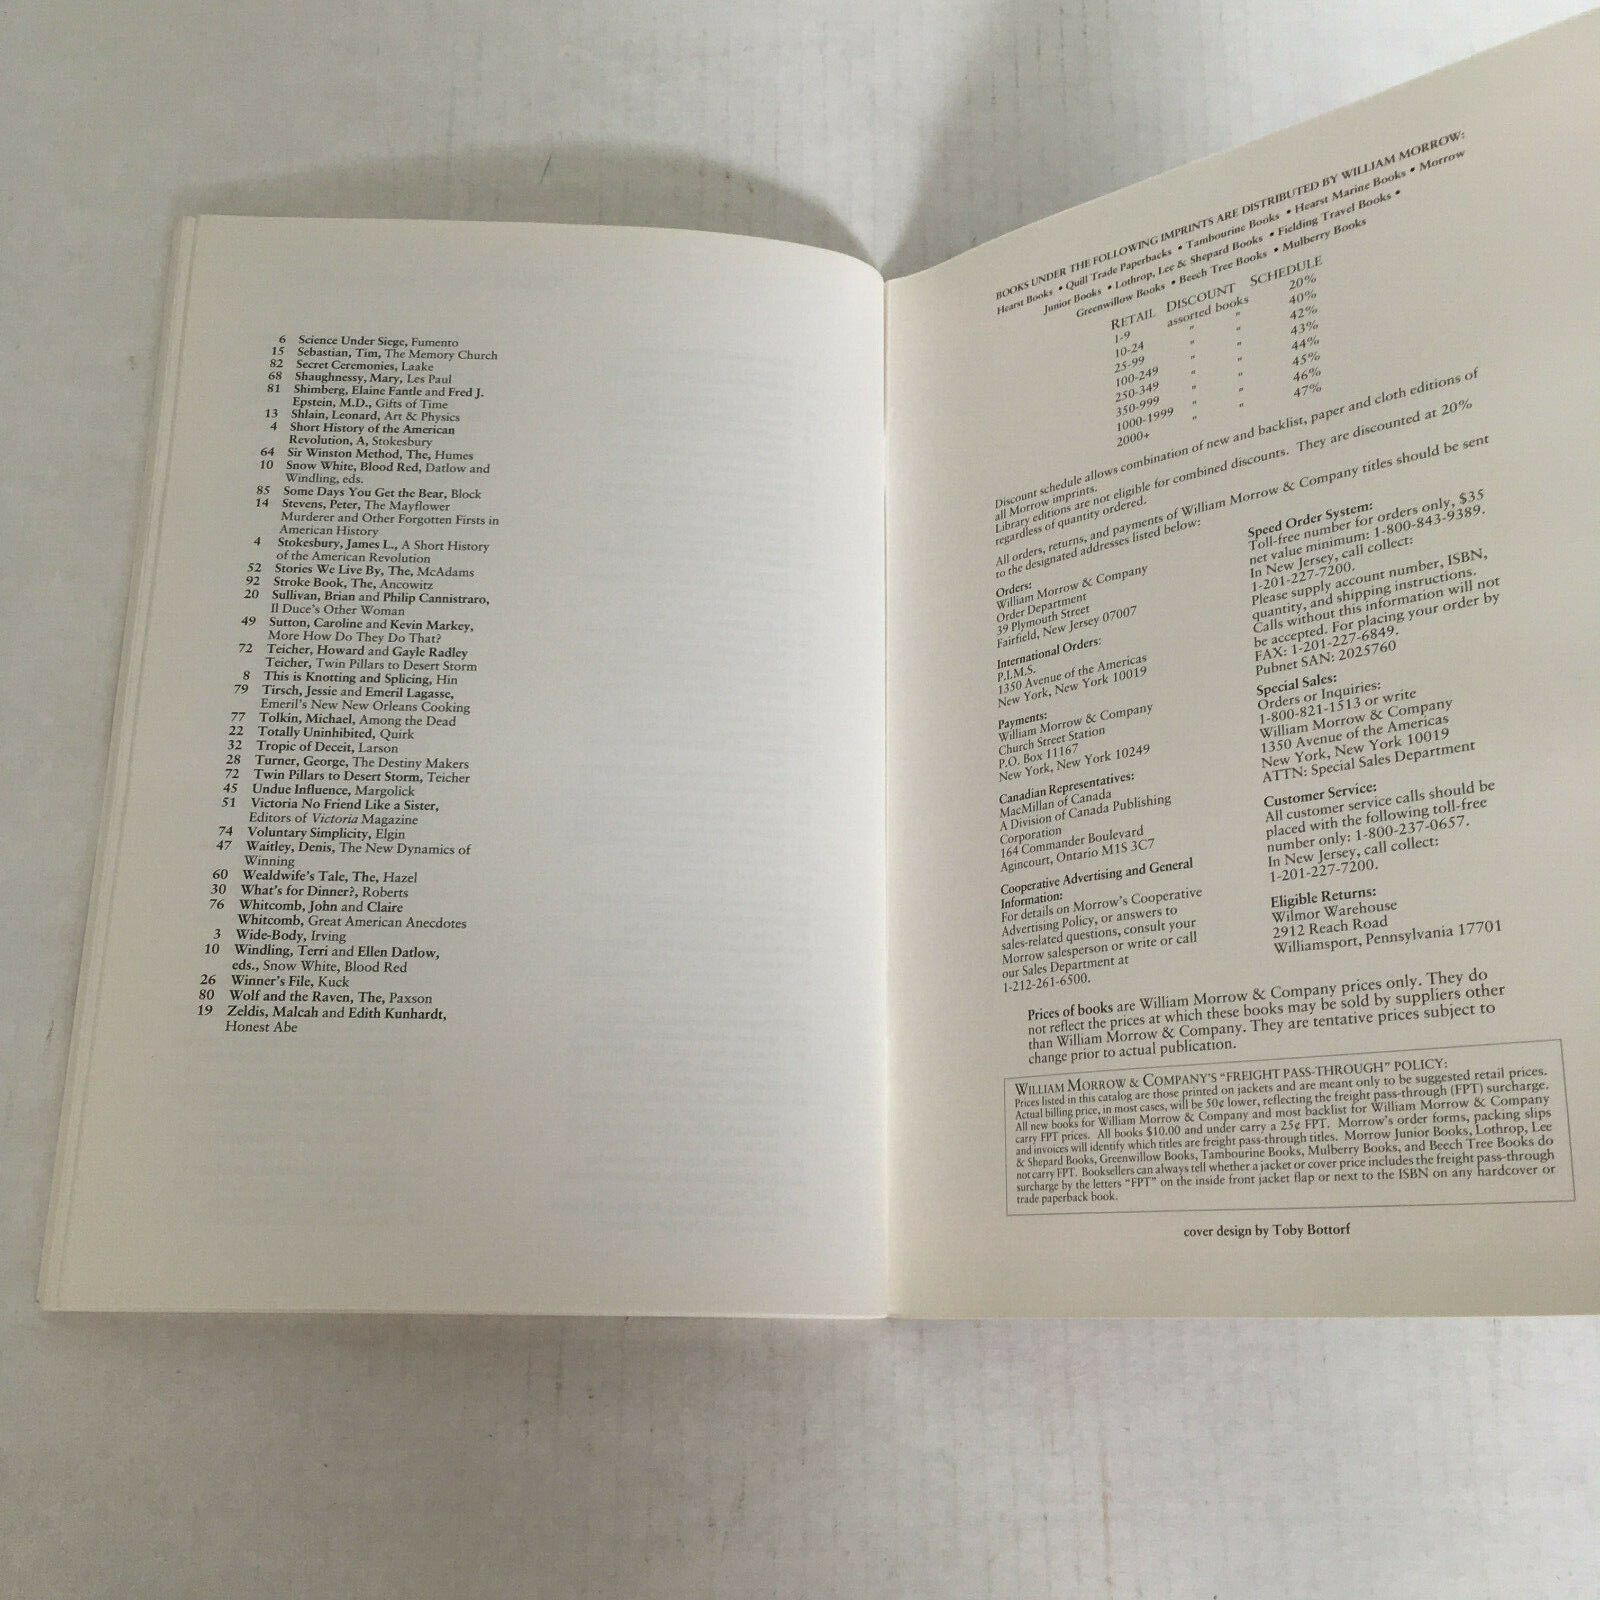 6 Science Under Siege, Fumento
15 Sebastian, Tim, The Memory Church
82 Secret Ceremonies, Laake
68 Shaughnessy, Mary, Les Paul
81 Shimberg, Elaine Fantle and Fred J.
Epstein, M.D., Gifts of Time
13 Shlain, Leonard, Art & Physics
4 Short History of the American
Revolution, A, Stokesbury
64 Sir Winston Method, The, Humes
10 Snow White, Blood Red, Datlow and
Windling, eds.
85 Some Days You Get the Bear, Block
14 Stevens, Peter, The Mayflower
Murderer and Other Forgotten Firsts in
American History
4 Stokesbury, James L., A Short History
of the American Revolution
52 Stories We Live By, The, McAdams
92 Stroke Book, The, Ancowitz
20 Sullivan, Brian and Philip Cannistraro,
Il Duce's Other Woman
49 Sutton, Caroline and Kevin Markey,
More How Do They Do That?
72 Teicher, Howard and Gayle Radley
Teicher, Twin Pillars to Desert Storm
8 This is Knotting and Splicing, Hin
79 Tirsch, Jessie and Emeril Lagasse,
Emeril's New New Orleans Cooking
77 Tolkin, Michael, Among the Dead
22 Totally Uninhibited, Quirk
32 Tropic of Deceit, Larson
28 Turner, George, The Destiny Makers
72 Twin Pillars to Desert Storm, Teicher
45 Undue Influence, Margolick
51 Victoria No Friend Like a Sister,
Editors of Victoria Magazine
74 Voluntary Simplicity, Elgin
47 Waitley, Denis, The New Dynamics of
Winning
60 Wealdwife's Tale, The, Hazel
30 What's for Dinner?, Roberts
76 Whitcomb, John and Claire
Whitcomb, Great American Anecdotes
3 Wide-Body, Irving
10 Windling, Terri and Ellen Datlow,
eds., Snow White, Blood Red
26 Winner's File, Kuck
80 Wolf and the Raven, The, Paxson
19 Zeldis, Malcah and Edith Kunhardt,
Honest Abe
BOOKS UNDER THE FOLLOWING IMPRINTS ARE DISTRIBUTED BY WILLIAM MORROW:
Hearst Books • Quill Trade Paperbacks • Tambourine Books • Hearst Marine Books • Morrow
Junior Books • Lothrop, Lee & Shepard Books • Fielding Travel Books •
Greenwillow Books • Beech Tree Books • Mulberry Books
RETAIL DISCOUNT SCHEDULE
1-9 assorted books 20%
10-24 " " 40%
25-99 " " 42%
100-249 " " 43%
250-349 " " 44%
350-999 " " 45%
1000-1999 " " 46%
2000+ " " 47%
Discount schedule allows combination of new and backlist, paper and cloth editions of
all Morrow imprints.
Library editions are not eligible for combined discounts. They are discounted at 20%
regardless of quantity ordered.
All orders, returns, and payments of William Morrow & Company titles should be sent
to the designated addresses listed below:
Orders:
William Morrow & Company
Order Department
39 Plymouth Street
Fairfield, New Jersey 07007
International Orders:
P.I.M.S.
1350 Avenue of the Americas
New York, New York 10019
Payments:
William Morrow & Company
Church Street Station
P.O. Box 11167
New York, New York 10249
Canadian Representatives:
MacMillan of Canada
A Division of Canada Publishing
Corporation
164 Commander Boulevard
Agincourt, Ontario M1S 3C7
Cooperative Advertising and General
Information:
For details on Morrow's Cooperative
Advertising Policy, or answers to
sales-related questions, consult your
Morrow salesperson or write or call
our Sales Department at
1-212-261-6500.
Speed Order System:
Toll-free number for orders only, $35
net value minimum: 1-800-843-9389.
In New Jersey, call collect:
1-201-227-7200.
Please supply account number, ISBN,
quantity, and shipping instructions.
Calls without this information will not
be accepted. For placing your order by
FAX: 1-201-227-6849.
Pubnet SAN: 2025760
Special Sales:
Orders or Inquiries:
1-800-821-1513 or write
William Morrow & Company
1350 Avenue of the Americas
New York, New York 10019
ATTN: Special Sales Department
Customer Service:
All customer service calls should be
placed with the following toll-free
number only: 1-800-237-0657.
In New Jersey, call collect:
1-201-227-7200.
Eligible Returns:
Wilmor Warehouse
2912 Reach Road
Williamsport, Pennsylvania 17701
Prices of books are William Morrow & Company prices only. They do
not reflect the prices at which these books may be sold by suppliers other
than William Morrow & Company. They are tentative prices subject to
change prior to actual publication.
WILLIAM MORROW & COMPANY'S "FREIGHT PASS-THROUGH" POLICY:
Prices listed in this catalog are those printed on jackets and are meant only to be suggested retail prices.
Actual billing price, in most cases, will be 50¢ lower, reflecting the freight pass-through (FPT) surcharge.
All new books for William Morrow & Company and most backlist for William Morrow & Company
carry FPT prices. All books $10.00 and under carry a 25¢ FPT. Morrow's order forms, packing slips
and invoices will identify which titles are freight pass-through titles. Morrow Junior Books, Lothrop, Lee
& Shepard Books, Greenwillow Books, Tambourine Books, Mulberry Books, and Beech Tree Books do
not carry FPT. Booksellers can always tell whether a jacket or cover price includes the freight pass-through
surcharge by the letters "FPT" on the inside front jacket flap or next to the ISBN on any hardcover or
trade paperback book.
cover design by Toby Bottorf